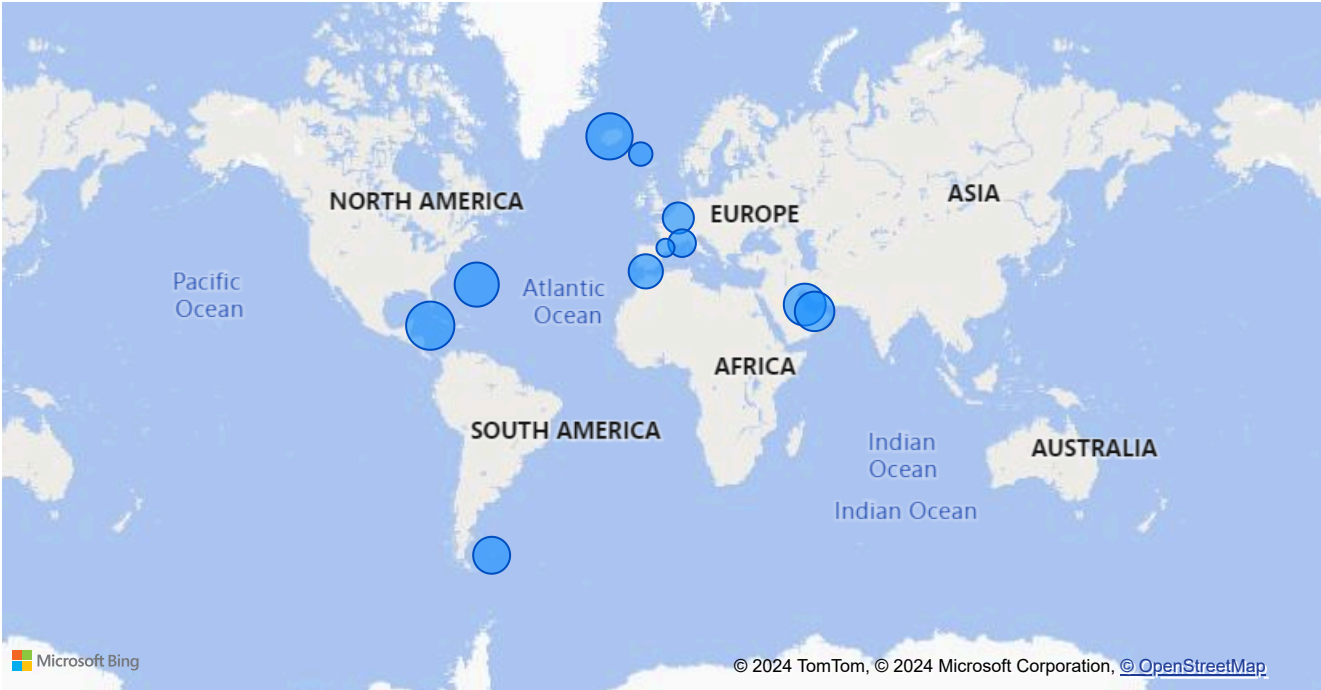 NORTH AMERICA
EUROPE
ASIA
Pacific
Ocean
Atlantic
Ocean
AFRICA
SOUTH AMERICA
Indian
Ocean
AUSTRALIA
Indian Ocean
Microsoft Bing
© 2024 TomTom, © 2024 Microsoft Corporation, © OpenStreetMap